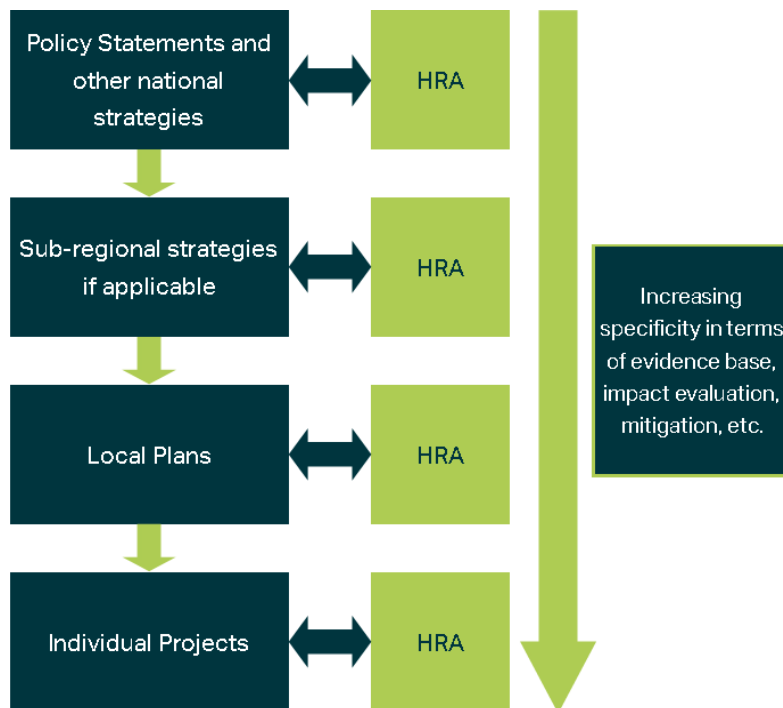 Policy Statements and
other national
strategies
HRA
Sub-regional strategies
if applicable
HRA
Local Plans
HRA
Individual Projects
HRA
Increasing
specificity in terms
of evidence base,
impact evaluation,
mitigation, etc.